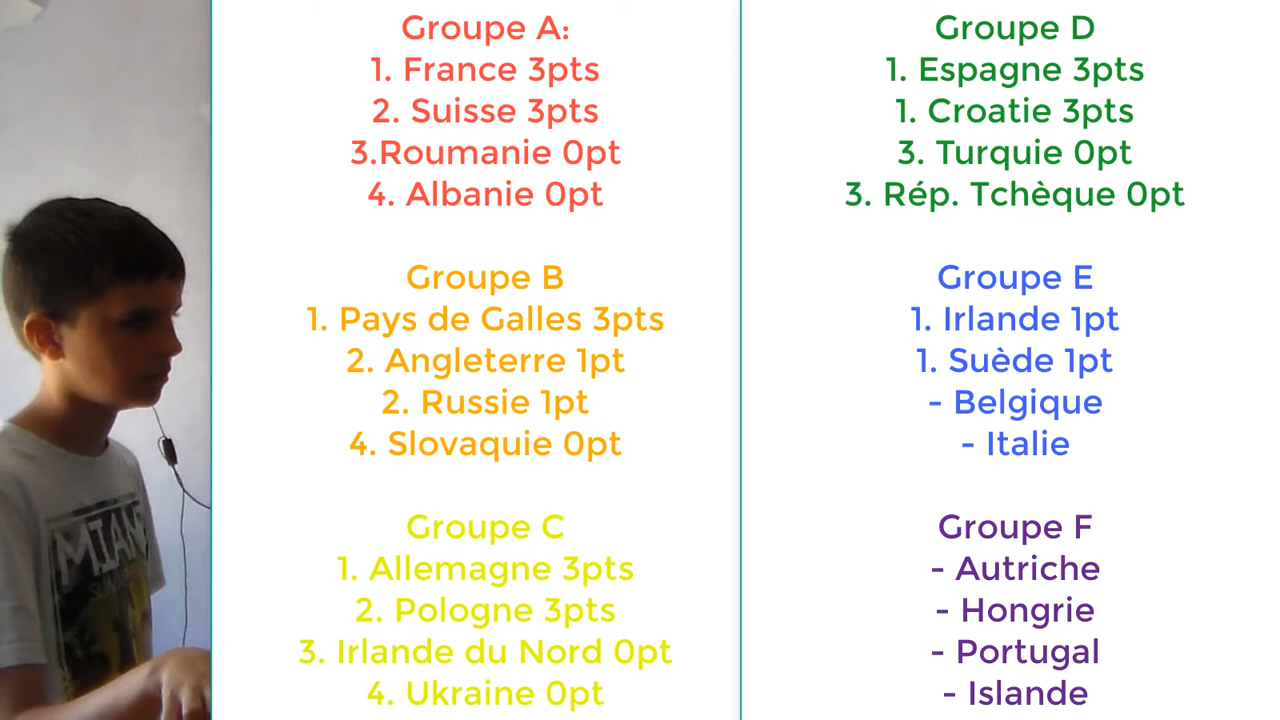 Groupe A:
1. France 3pts
2. Suisse 3pts
3.Roumanie 0pt
4. Albanie 0pt
Groupe B
1. Pays de Galles 3pts
2. Angleterre 1pt
2. Russie 1pt
4. Slovaquie 0pt
Groupe C
1. Allemagne 3pts
2. Pologne 3pts
3. Irlande du Nord 0pt
4. Ukraine 0pt
Groupe D
1. Espagne 3pts
1. Croatie 3pts
3. Turquie 0pt
3. Rép. Tchèque 0pt
Groupe E
1. Irlande 1pt
1. Suède 1pt
- Belgique
- Italie
Groupe F
- Autriche
- Hongrie
- Portugal
- Islande